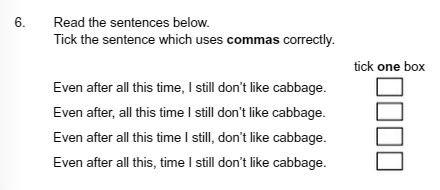 6. Read the sentences below.
Tick the sentence which uses commas correctly.
tick one box
Even after all this time, I still don't like cabbage.
Even after, all this time I still don't like cabbage.
Even after all this time I still, don't like cabbage.
Even after all this, time I still don't like cabbage.